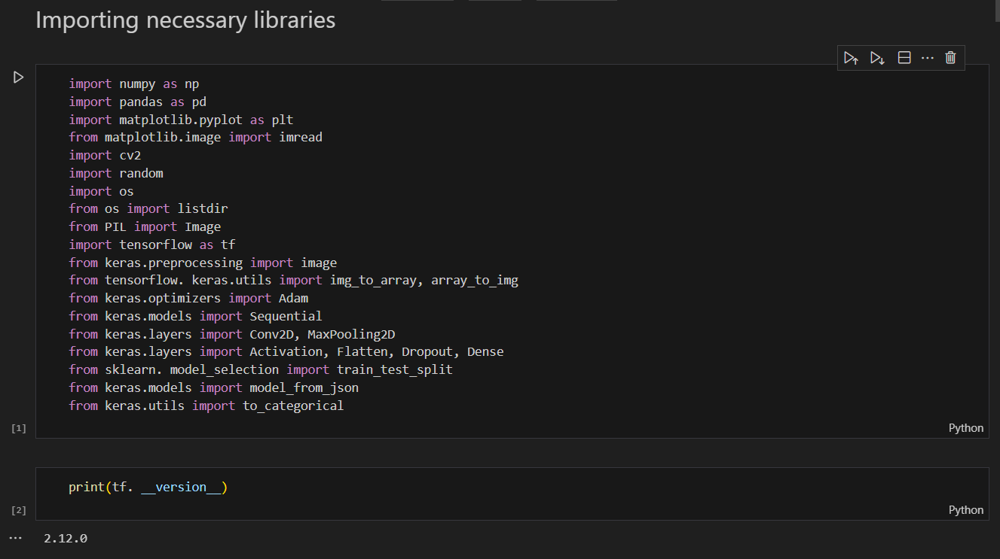 Importing necessary libraries
import numpy as np
import pandas as pd
import matplotlib.pyplot as plt
from matplotlib.image import imread
import cv2
import random
import os
from os import listdir
from PIL import Image
import tensorflow as tf
from keras.preprocessing import image
from tensorflow. keras.utils import img_to_array, array_to_img
from keras.optimizers import Adam
from keras.models import Sequential
from keras.layers import Conv2D, MaxPooling2D
from keras.layers import Activation, Flatten, Dropout, Dense
from sklearn. model_selection import train_test_split
from keras.models import model_from_json
from keras.utils import to_categorical
[1]
Python
print(tf. __version__)
[2]
Python
2.12.0